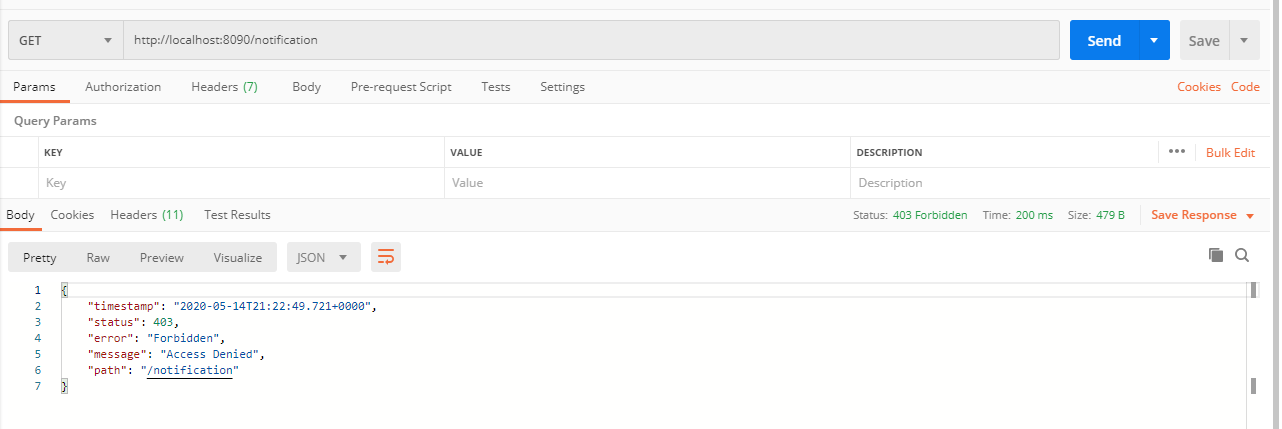 GET http://localhost:8090/notification Send Save
Params Authorization Headers (7) Body Pre-request Script Tests Settings Cookies Code
Query Params
KEY VALUE DESCRIPTION ••• Bulk Edit
Key Value Description
Body Cookies Headers (11) Test Results Status: 403 Forbidden Time: 200 ms Size: 479 B Save Response
Pretty Raw Preview Visualize JSON
1 {
2 "timestamp": "2020-05-14T21:22:49.721+0000",
3 "status": 403,
4 "error": "Forbidden",
5 "message": "Access Denied",
6 "path": "/notification"
7 }